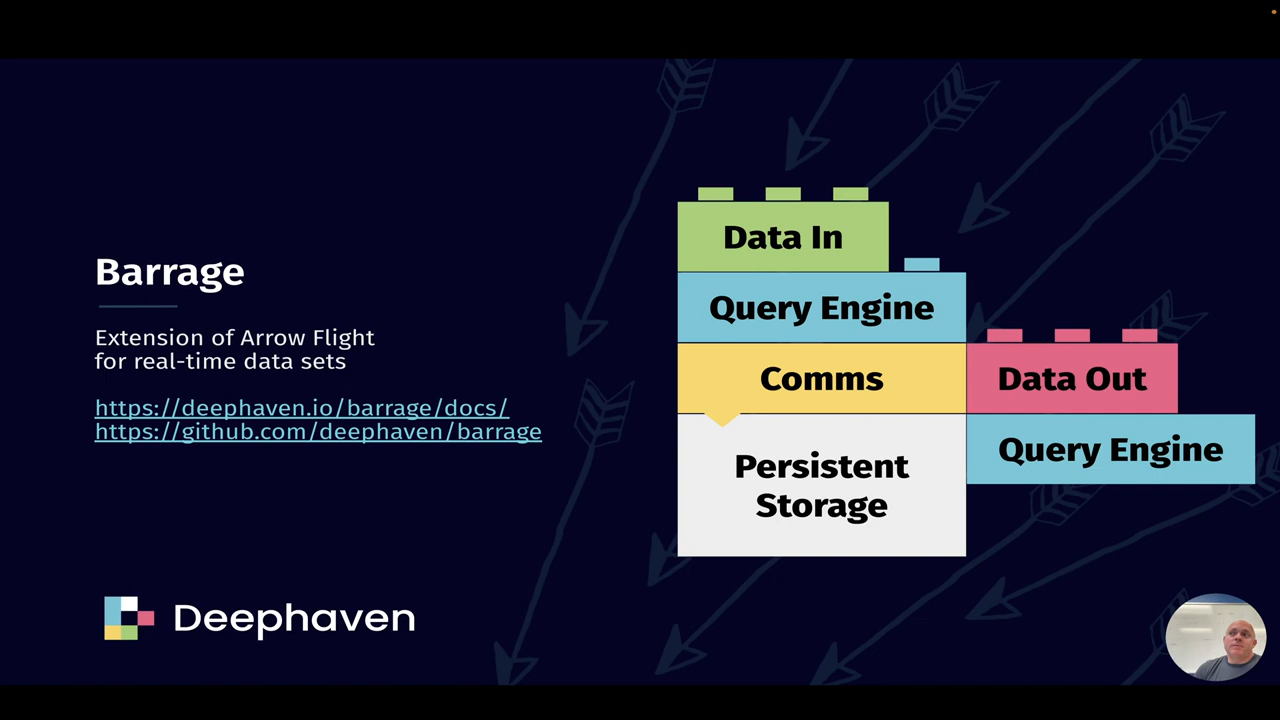 Barrage
Extension of Arrow Flight
for real-time data sets
https://deephaven.io/barrage/docs/
https://github.com/deephaven/barrage
Deephaven
Data In
Query Engine
Comms
Data Out
Persistent
Storage
Query Engine